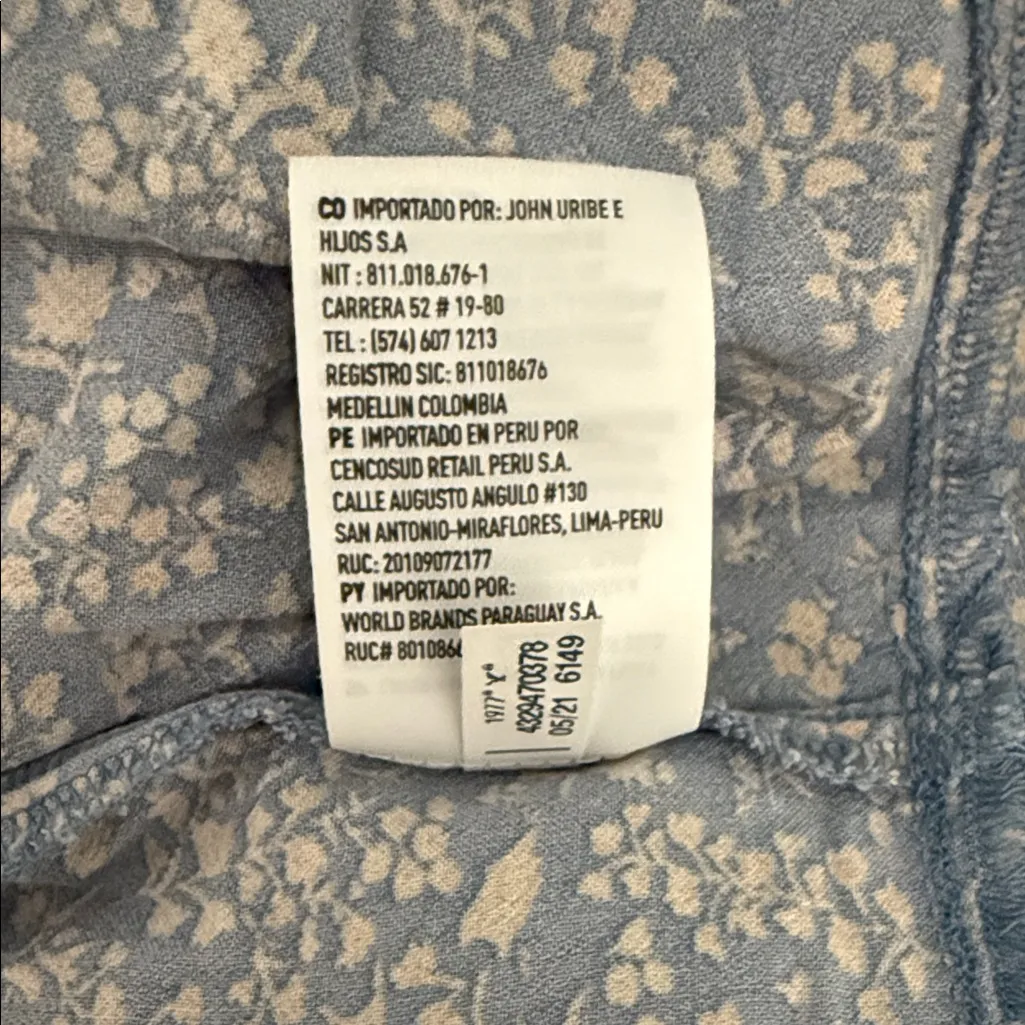 CO IMPORTADO POR: JOHN URIBE E
HIJOS S.A
NIT : 811.018.676-1
CARRERA 52 # 19-80
TEL : (574) 607 1213
REGISTRO SIC: 811018676
MEDELLIN COLOMBIA
PE IMPORTADO EN PERU POR
CENCOSUD RETAIL PERU S.A.
CALLE AUGUSTO ANGULO #130
SAN ANTONIO-MIRAFLORES, LIMA-PERU
RUC: 20109072177
PY IMPORTADO POR:
WORLD BRANDS PARAGUAY S.A.
RUC#
4329470378
05/21 6149